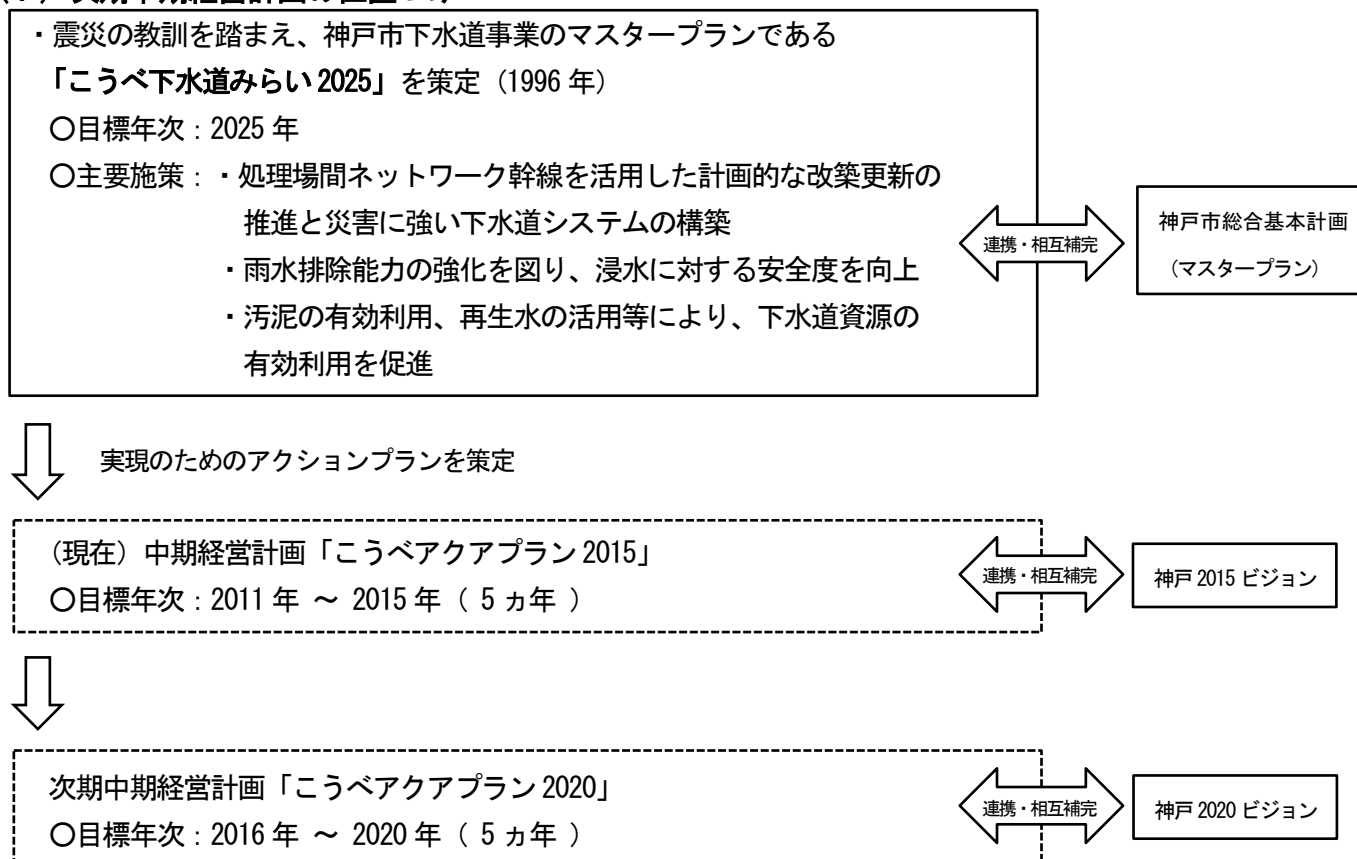 ・震災の教訓を踏まえ、神戸市下水道事業のマスタープランである
「こうべ下水道みらい2025」を策定（1996年）
○目標年次：2025年
○主要施策：・処理場間ネットワーク幹線を活用した計画的な改築更新の
推進と災害に強い下水道システムの構築
・雨水排除能力の強化を図り、浸水に対する安全度を向上
・汚泥の有効利用、再生水の活用等により、下水道資源の
有効利用を促進
連携・相互補完
神戸市総合基本計画
（マスタープラン）
実現のためのアクションプランを策定
（現在）中期経営計画「こうべアクアプラン2015」
○目標年次：2011年 ～ 2015年（ 5ヵ年 ）
連携・相互補完
神戸2015ビジョン
次期中期経営計画「こうべアクアプラン2020」
○目標年次：2016年 ～ 2020年（ 5ヵ年 ）
連携・相互補完
神戸2020ビジョン